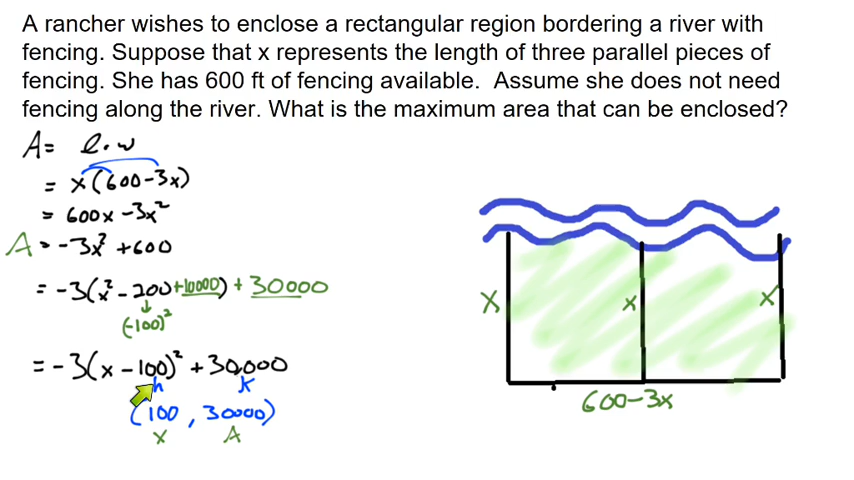 A rancher wishes to enclose a rectangular region bordering a river with
fencing. Suppose that x represents the length of three parallel pieces of
fencing. She has 600 ft of fencing available.  Assume she does not need
fencing along the river. What is the maximum area that can be enclosed?
A= l·w
= x(600-3x)
= 600x -3x²
A = -3x² +600
= -3(x² - 200+10000) + 30000
(-100)²
= -3(x - 100)² +30,000
h k
(100 , 30000)
x A
x x x
600-3x